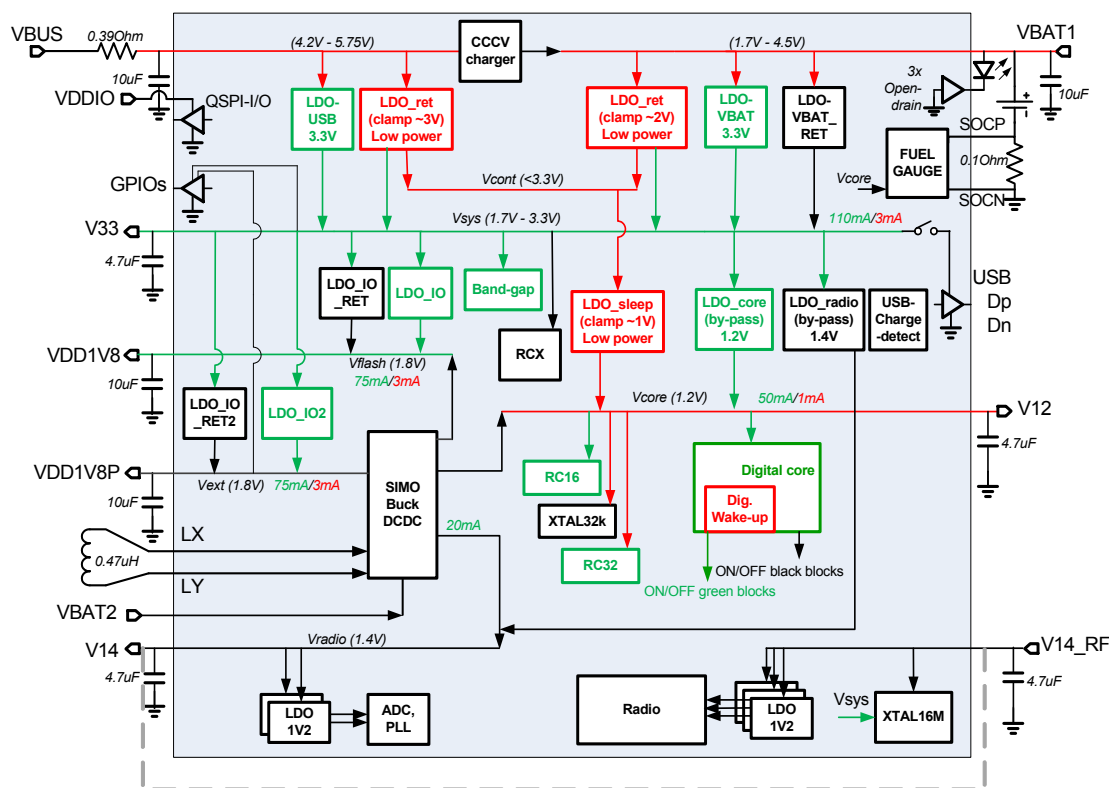 VBUS
0.39Ohm
(4.2V - 5.75V)
CCCV
charger
(1.7V - 4.5V)
VBAT1
10uF
VDDIO
QSPI-I/O
LDO-
USB
3.3V
LDO_ret
(clamp ~3V)
Low power
LDO_ret
(clamp ~2V)
Low power
LDO-
VBAT
3.3V
LDO-
VBAT_
RET
3x
Open-
drain
10uF
SOCP
FUEL
GAUGE
0.1Ohm
Vcore
SOCN
GPIOs
Vcont (<3.3V)
V33
Vsys (1.7V - 3.3V)
110mA/3mA
4.7uF
LDO_IO
_RET
LDO_IO
Band-gap
RCX
LDO_sleep
(clamp ~1V)
Low power
LDO_core
(by-pass)
1.2V
LDO_radio
(by-pass)
1.4V
USB-
Charge
-detect
USB
Dp
Dn
VDD1V8
Vflash (1.8V)
75mA/3mA
10uF
LDO_IO
_RET2
LDO_IO2
Vcore (1.2V)
50mA/1mA
V12
4.7uF
VDD1V8P
Vext (1.8V)
75mA/3mA
10uF
SIMO
Buck
DCDC
20mA
RC16
XTAL32k
RC32
Digital core
Dig.
Wake-up
ON/OFF black blocks
ON/OFF green blocks
LX
0.47uH
LY
VBAT2
V14
Vradio (1.4V)
V14_RF
4.7uF
LDO
1V2
ADC,
PLL
Radio
LDO
1V2
Vsys
XTAL16M
4.7uF